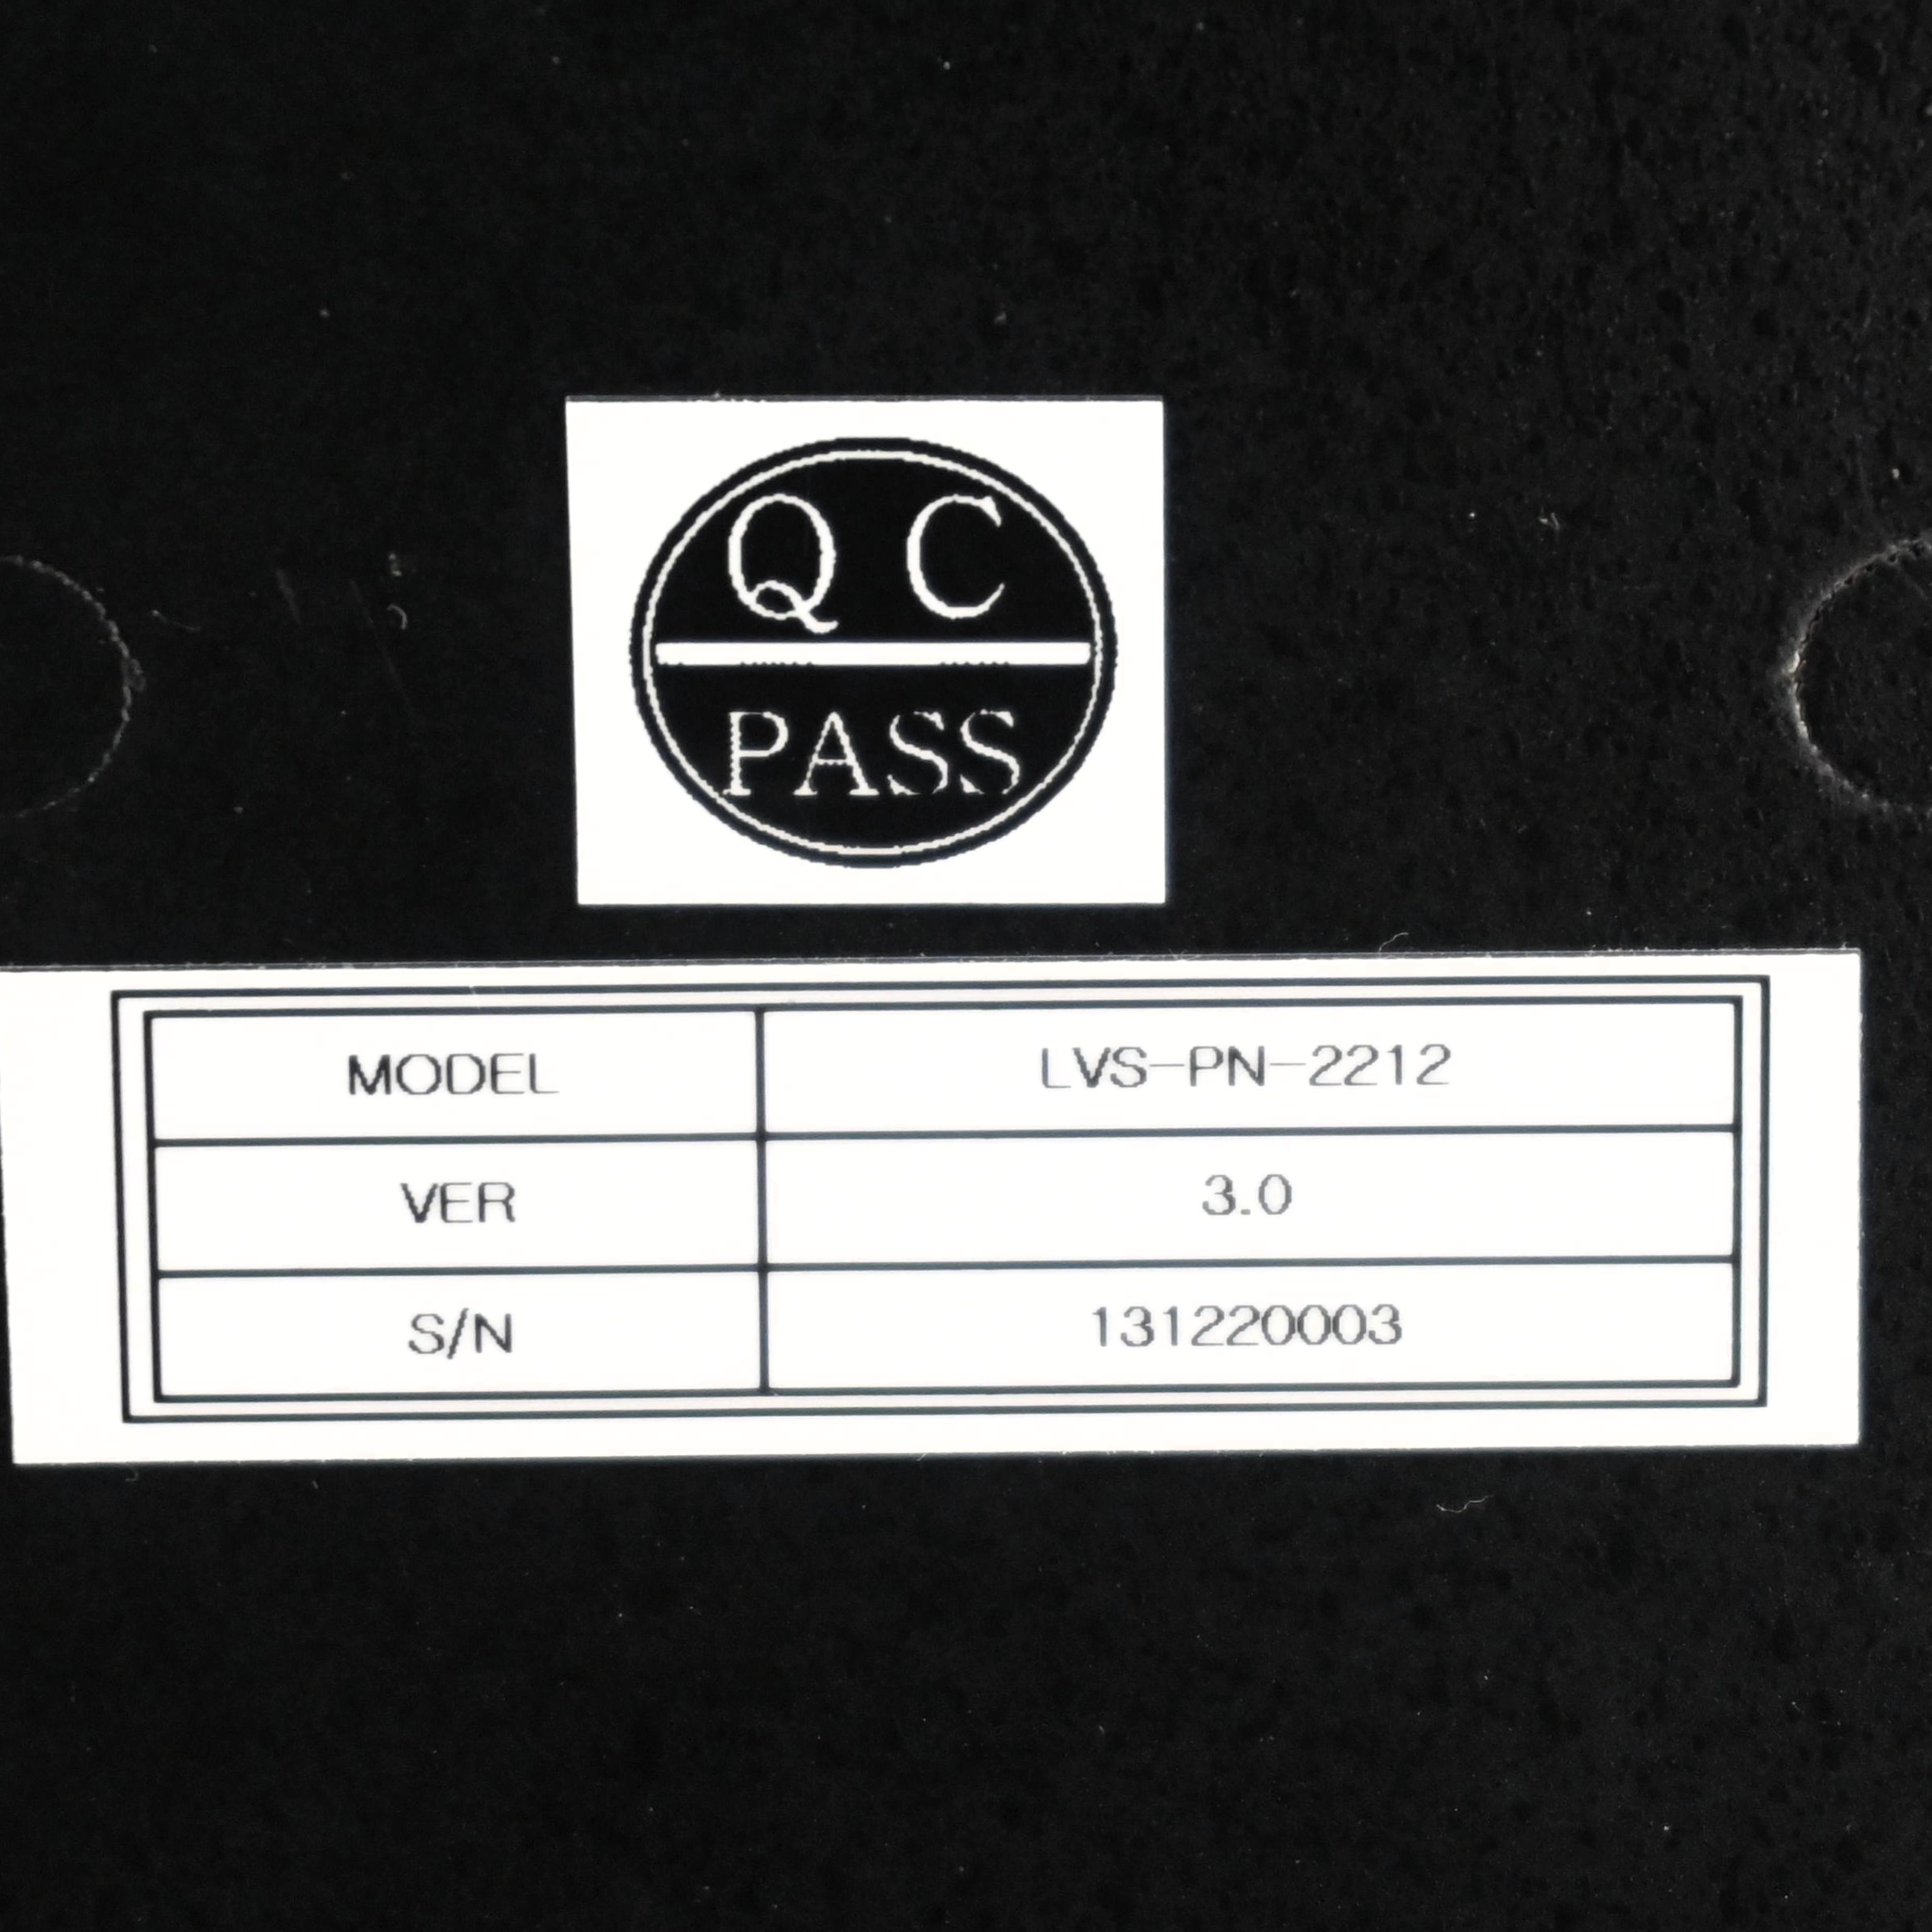 Q C
PASS
MODEL LVS-PN-2212
VER 3.0
S/N 131220003